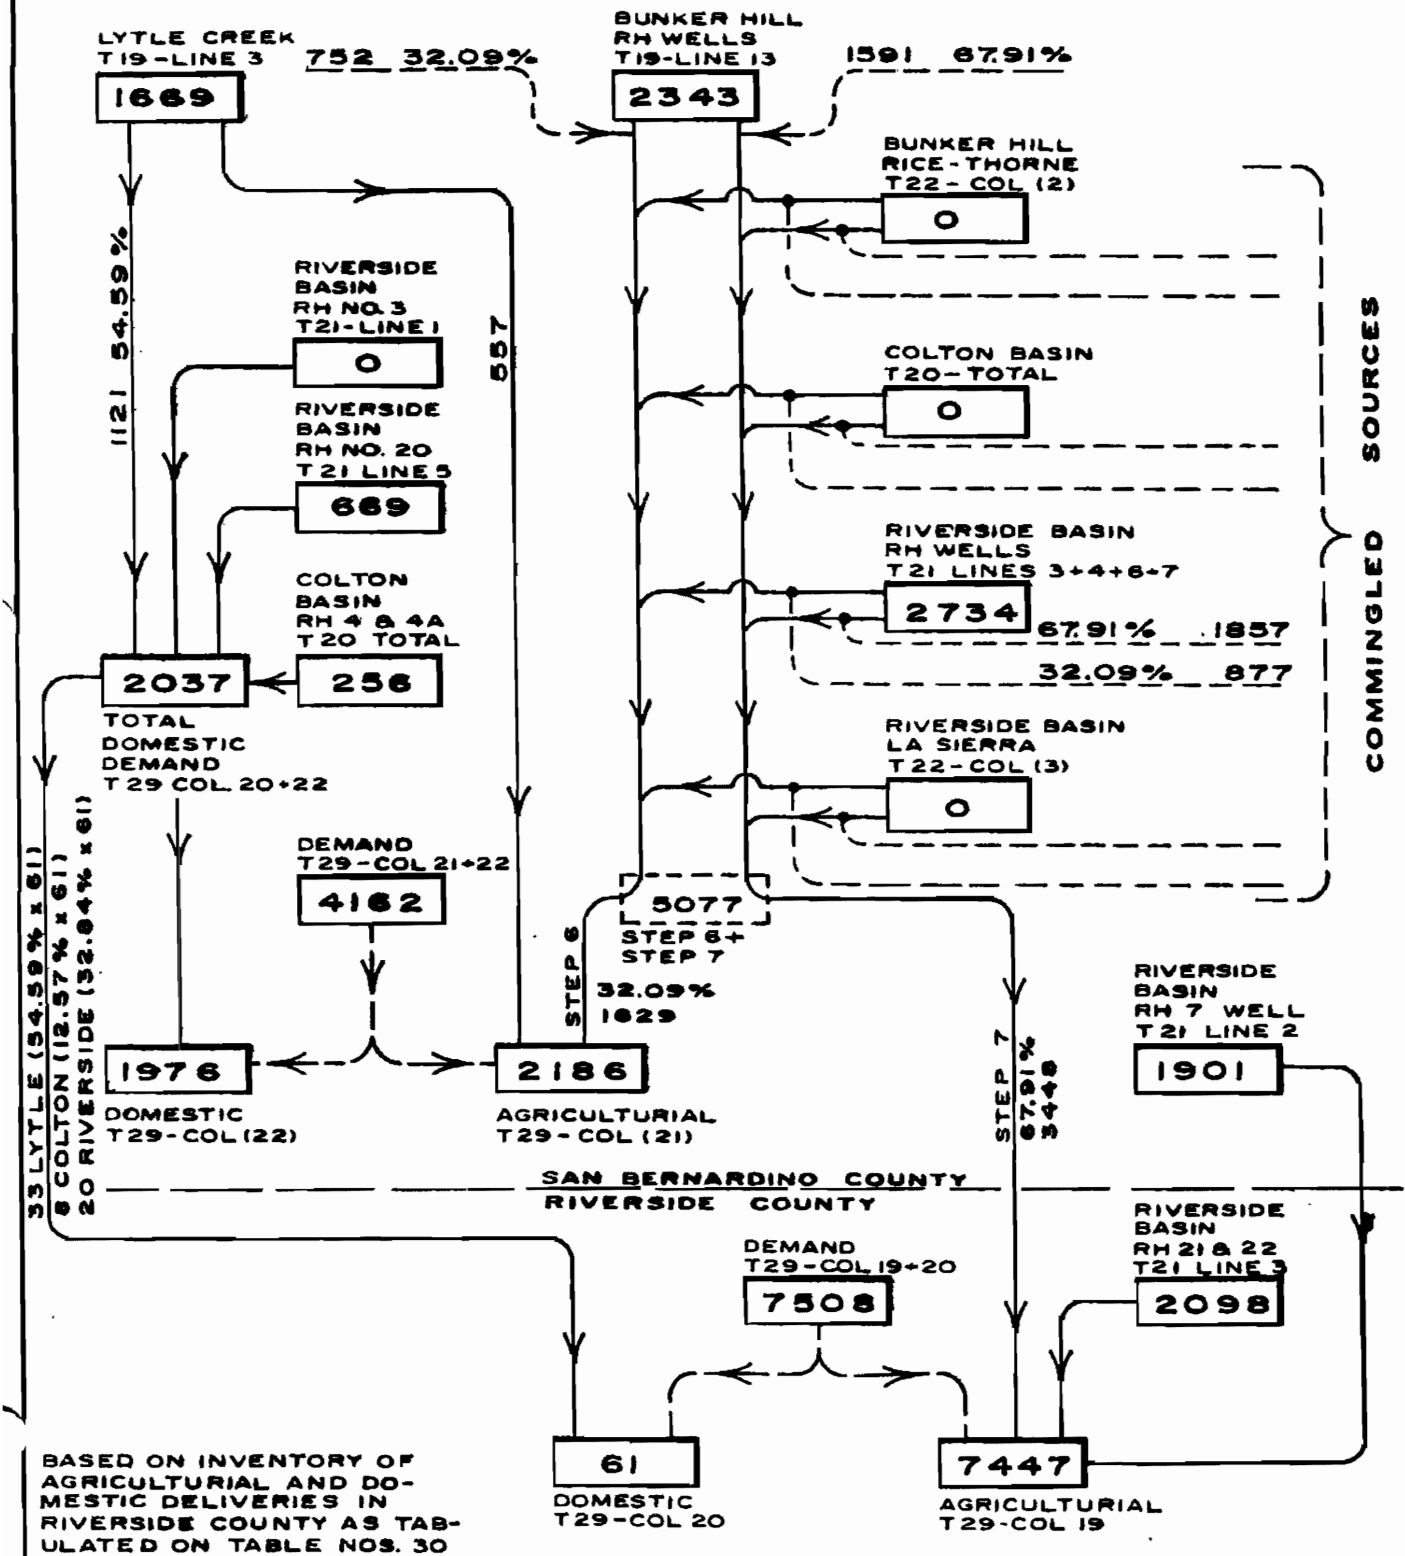 LYTLE CREEK
T19-LINE 3
1669
752 32.09%
BUNKER HILL
RH WELLS
T19-LINE 13
2343
1591 67.91%
BUNKER HILL
RICE-THORNE
T22-COL (2)
0
1121 54.59%
557
RIVERSIDE
BASIN
RH NO. 3
T21-LINE 1
0
RIVERSIDE
BASIN
RH NO. 20
T21 LINE 5
669
COLTON
BASIN
RH 4 & 4A
T20 TOTAL
256
2037
TOTAL
DOMESTIC
DEMAND
T29 COL. 20+22
COLTON BASIN
T20-TOTAL
0
RIVERSIDE BASIN
RH WELLS
T21 LINES 3+4+6+7
2734
67.91% 1857
32.09% 877
RIVERSIDE BASIN
LA SIERRA
T22-COL (3)
0
COMMINGLED SOURCES
33 LYTLE (54.59% x 61)
8 COLTON (12.57% x 61)
20 RIVERSIDE (32.84% x 61)
DEMAND
T29-COL 21+22
4162
5077
STEP 6+
STEP 7
STEP 6
32.09%
1629
1976
DOMESTIC
T29-COL (22)
2186
AGRICULTURIAL
T29-COL (21)
STEP 7
67.91%
3448
RIVERSIDE
BASIN
RH 7 WELL
T21 LINE 2
1901
SAN BERNARDINO COUNTY
RIVERSIDE COUNTY
RIVERSIDE
BASIN
RH 21 & 22
T21 LINE 3
2098
DEMAND
T29-COL 19+20
7508
61
DOMESTIC
T29-COL 20
7447
AGRICULTURIAL
T29-COL 19
BASED ON INVENTORY OF
AGRICULTURIAL AND DO-
MESTIC DELIVERIES IN
RIVERSIDE COUNTY AS TAB-
ULATED ON TABLE NOS. 30